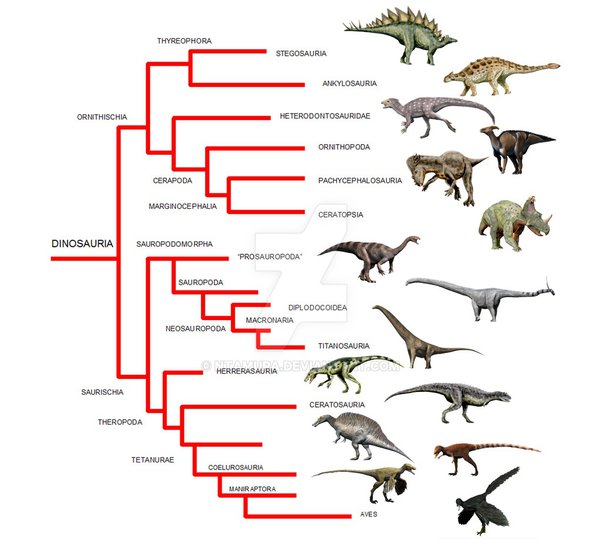 THYREOPHORA
STEGOSAURIA
ANKYLOSAURIA
ORNITHISCHIA
HETERODONTOSAURIDAE
ORNITHOPODA
CERAPODA
PACHYCEPHALOSAURIA
MARGINOCEPHALIA
CERATOPSIA
DINOSAURIA
SAUROPODOMORPHA
"PROSAUROPODA"
SAUROPODA
DIPLODOCOIDEA
MACRONARIA
NEOSAUROPODA
TITANOSAURIA
© NTAMURA.DEVIANTART.COM
HERRERASAURIA
SAURISCHIA
CERATOSAURIA
THEROPODA
TETANURAE
COELUROSAURIA
MANIRAPTORA
AVES